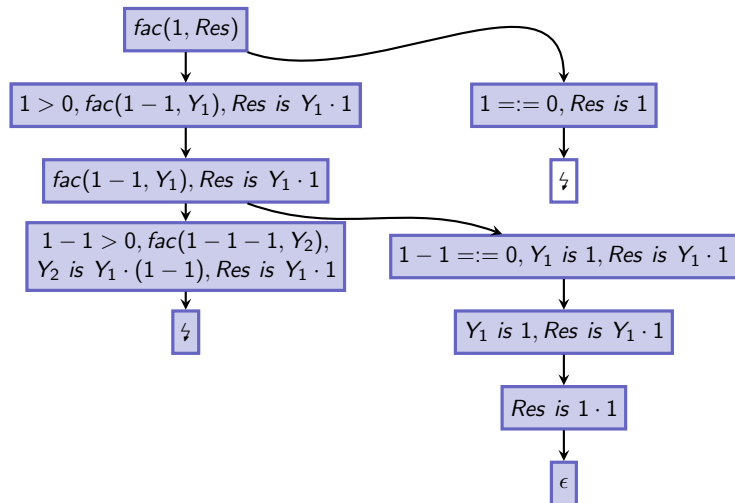 fac(1, Res)
1 > 0, fac(1 − 1, Y₁), Res is Y₁ · 1
1 =:= 0, Res is 1
fac(1 − 1, Y₁), Res is Y₁ · 1
↯
1 − 1 > 0, fac(1 − 1 − 1, Y₂),
Y₂ is Y₁ · (1 − 1), Res is Y₁ · 1
1 − 1 =:= 0, Y₁ is 1, Res is Y₁ · 1
↯
Y₁ is 1, Res is Y₁ · 1
Res is 1 · 1
ϵ